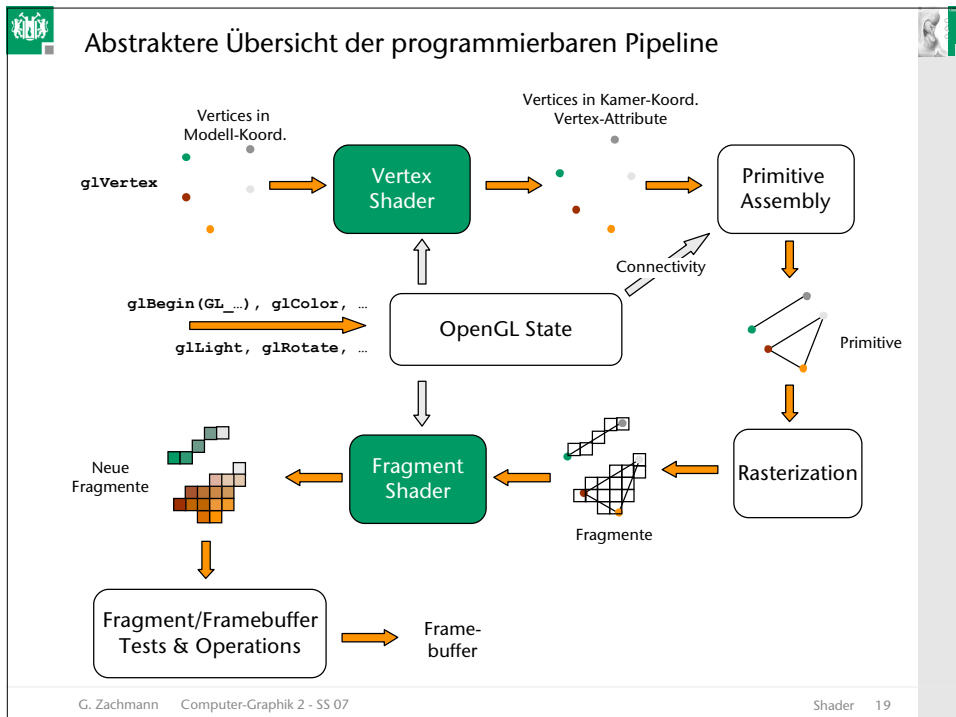 Abstraktere Übersicht der programmierbaren Pipeline
Vertices in
Modell-Koord.
Vertices in Kamer-Koord.
Vertex-Attribute
glVertex
Vertex
Shader
Primitive
Assembly
Connectivity
glBegin(GL_…), glColor, …
glLight, glRotate, …
OpenGL State
Primitive
Neue
Fragmente
Fragment
Shader
Fragmente
Rasterization
Fragment/Framebuffer
Tests & Operations
Frame-
buffer
G. Zachmann Computer-Graphik 2 - SS 07
Shader 19